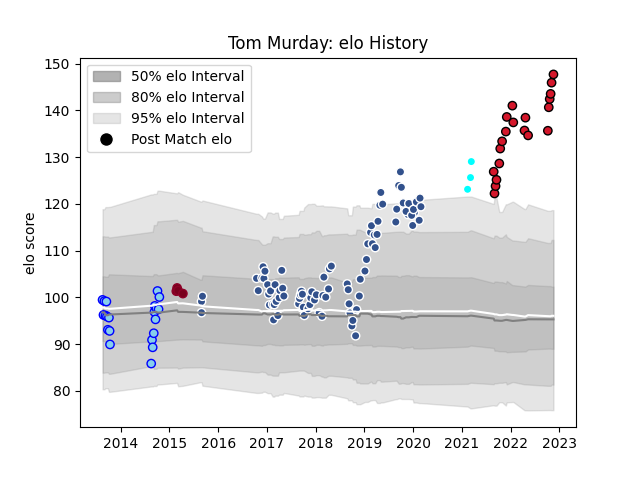 Tom Murday: elo History
50% elo Interval
80% elo Interval
95% elo Interval
Post Match elo
elo score
150
140
130
120
110
100
90
80
2014 2015 2016 2017 2018 2019 2020 2021 2022 2023